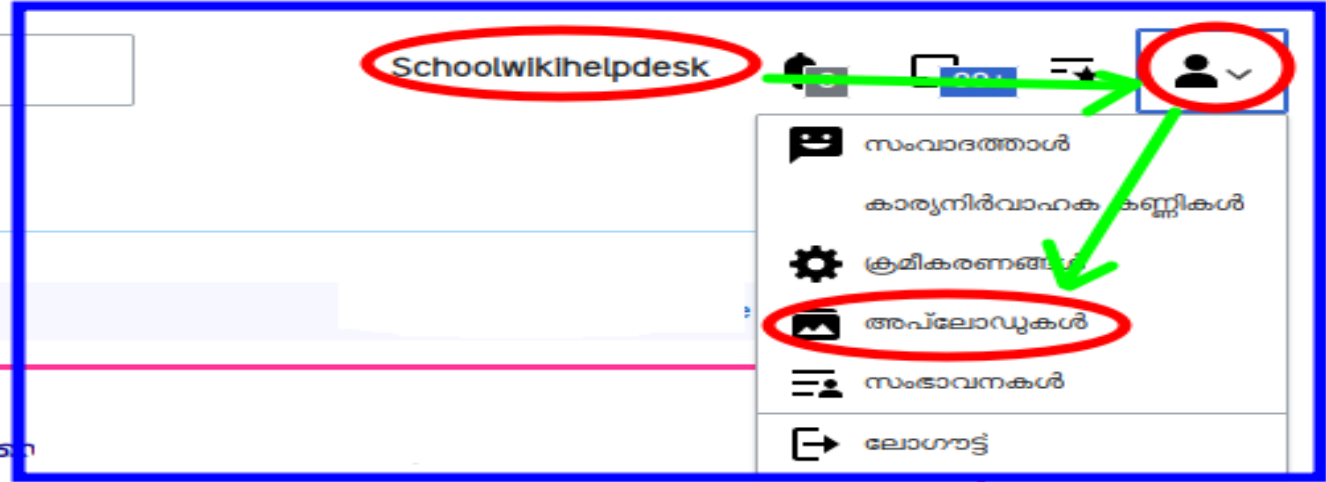 Schoolwikihelpdesk
സംവാദത്താൾ
കാര്യനിർവാഹക കണ്ണികൾ
ക്രമീകരണങ്ങൾ
അപ്‌ലോഡുകൾ
സംഭാവനകൾ
ലോഗൗട്ട്